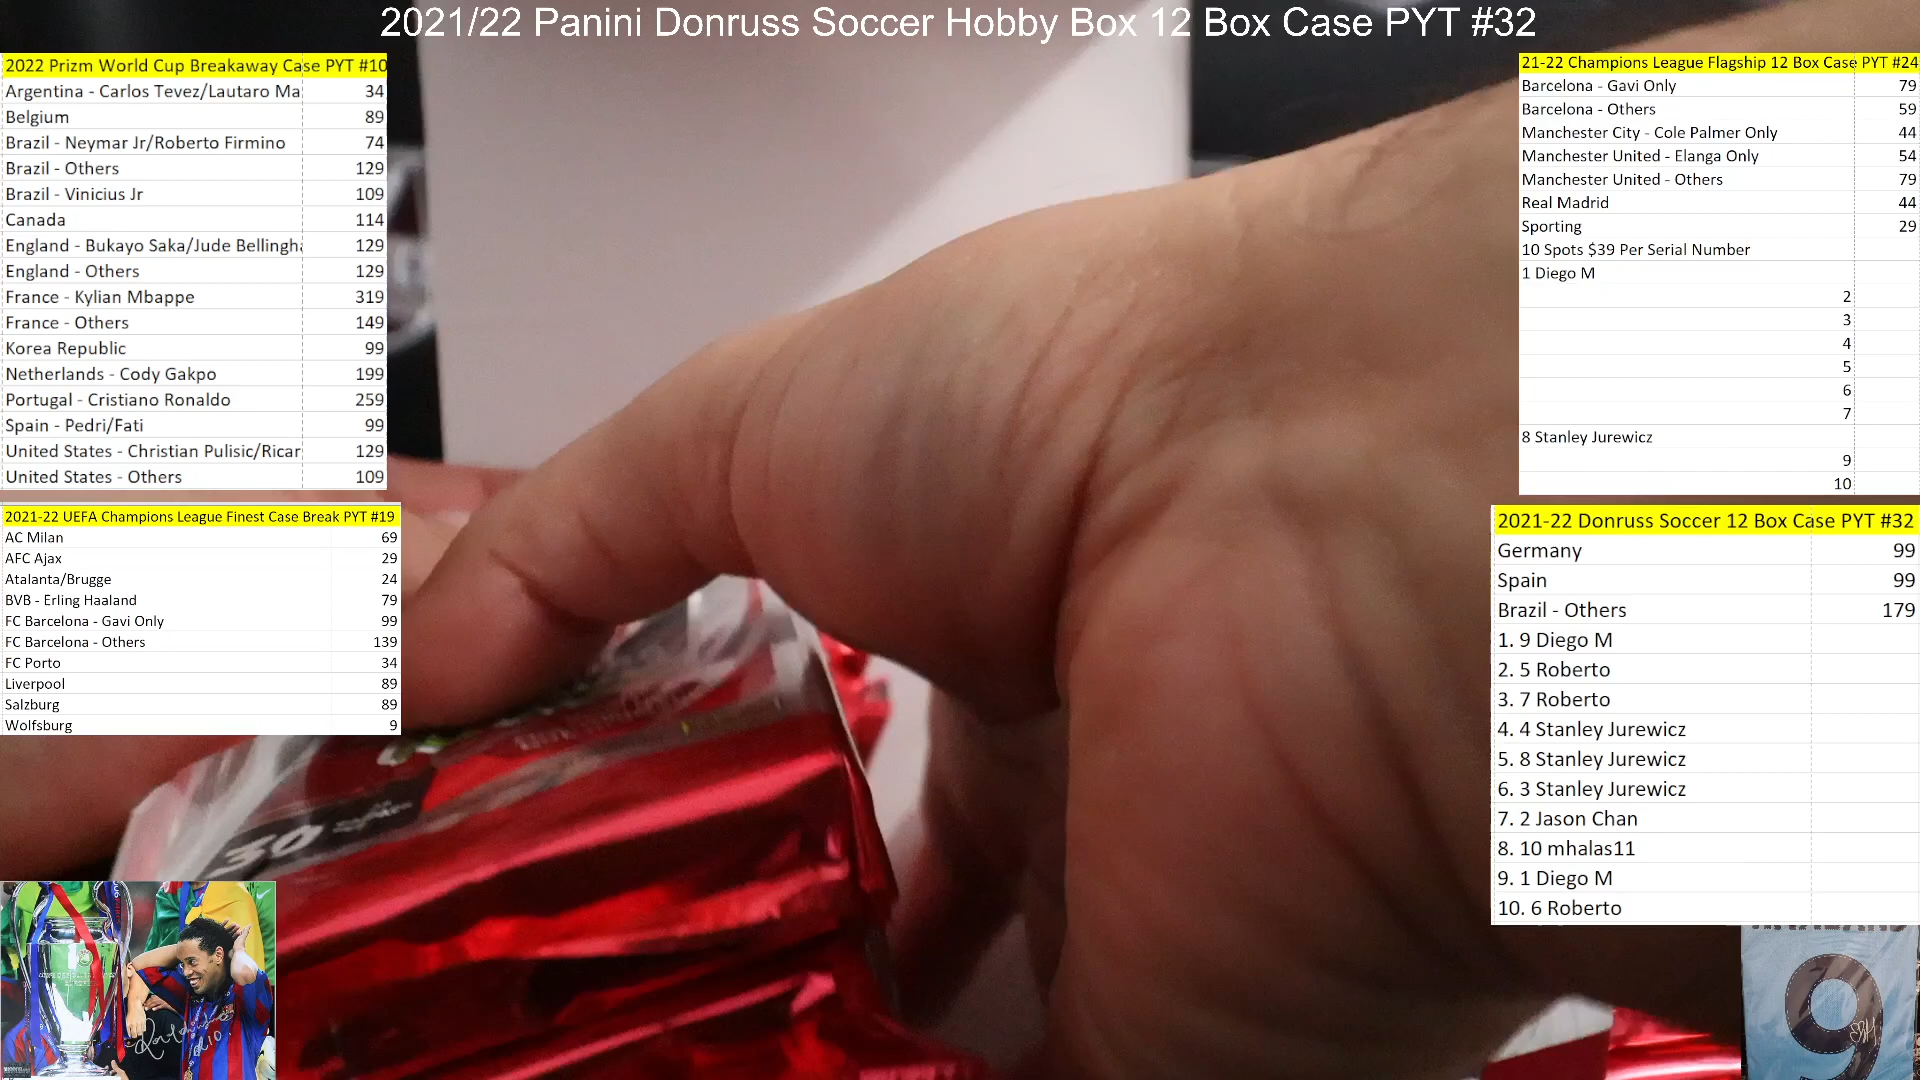 2021/22 Panini Donruss Soccer Hobby Box 12 Box Case PYT #32
2022 Prizm World Cup Breakaway Case PYT #10
Argentina - Carlos Tevez/Lautaro Ma 34
Belgium 89
Brazil - Neymar Jr/Roberto Firmino 74
Brazil - Others 129
Brazil - Vinicius Jr 109
Canada 114
England - Bukayo Saka/Jude Bellingha 129
England - Others 129
France - Kylian Mbappe 319
France - Others 149
Korea Republic 99
Netherlands - Cody Gakpo 199
Portugal - Cristiano Ronaldo 259
Spain - Pedri/Fati 99
United States - Christian Pulisic/Ricar 129
United States - Others 109
2021-22 UEFA Champions League Finest Case Break PYT #19
AC Milan 69
AFC Ajax 29
Atalanta/Brugge 24
BVB - Erling Haaland 79
FC Barcelona - Gavi Only 99
FC Barcelona - Others 139
FC Porto 34
Liverpool 89
Salzburg 89
Wolfsburg 9
21-22 Champions League Flagship 12 Box Case PYT #24
Barcelona - Gavi Only 79
Barcelona - Others 59
Manchester City - Cole Palmer Only 44
Manchester United - Elanga Only 54
Manchester United - Others 79
Real Madrid 44
Sporting 29
10 Spots $39 Per Serial Number
1 Diego M
2
3
4
5
6
7
8 Stanley Jurewicz
9
10
2021-22 Donruss Soccer 12 Box Case PYT #32
Germany 99
Spain 99
Brazil - Others 179
1. 9 Diego M
2. 5 Roberto
3. 7 Roberto
4. 4 Stanley Jurewicz
5. 8 Stanley Jurewicz
6. 3 Stanley Jurewicz
7. 2 Jason Chan
8. 10 mhalas11
9. 1 Diego M
10. 6 Roberto
30
9